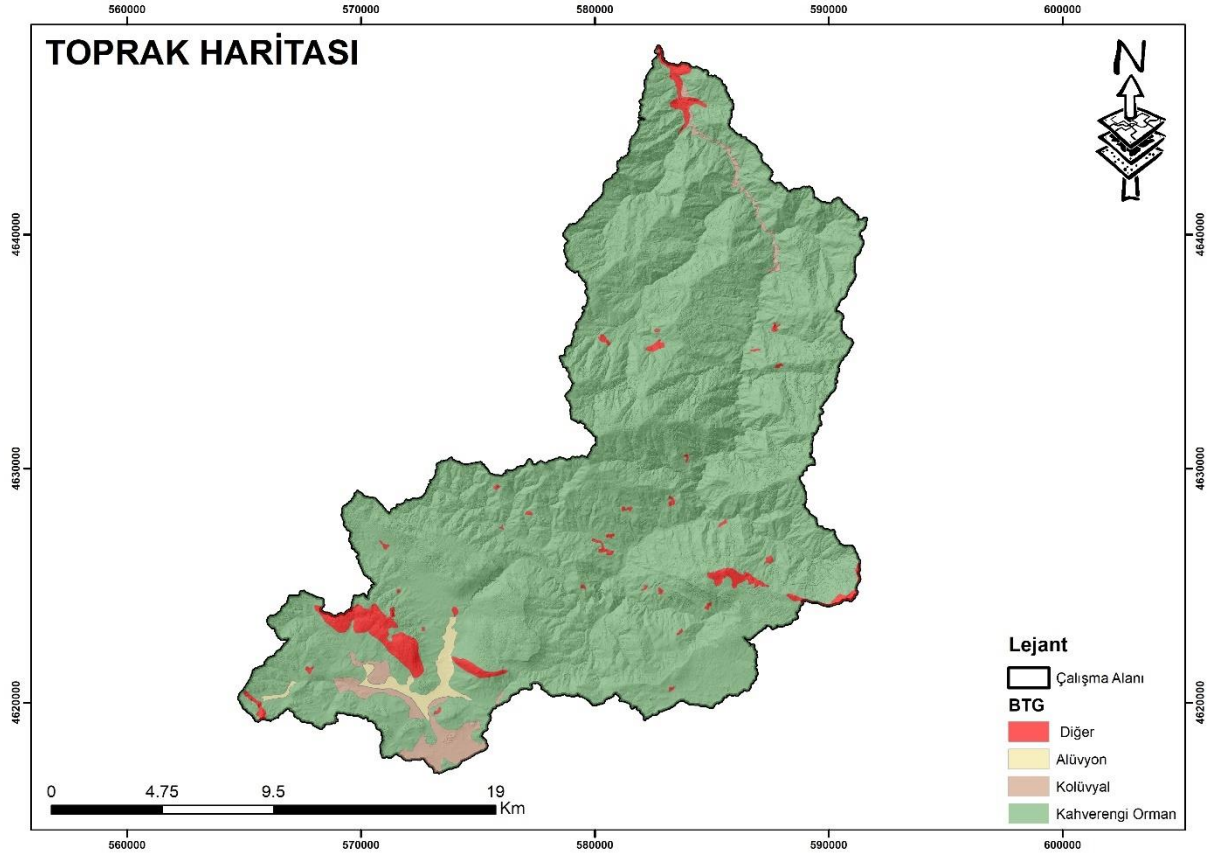 560000 570000 580000 590000 600000
TOPRAK HARİTASI
N
4640000 4640000
4630000 4630000
4620000 4620000
Lejant
Çalışma Alanı
BTG
Diğer
Alüvyon
Kolüvyal
Kahverengi Orman
0 4.75 9.5 19
Km
560000 570000 580000 590000 600000